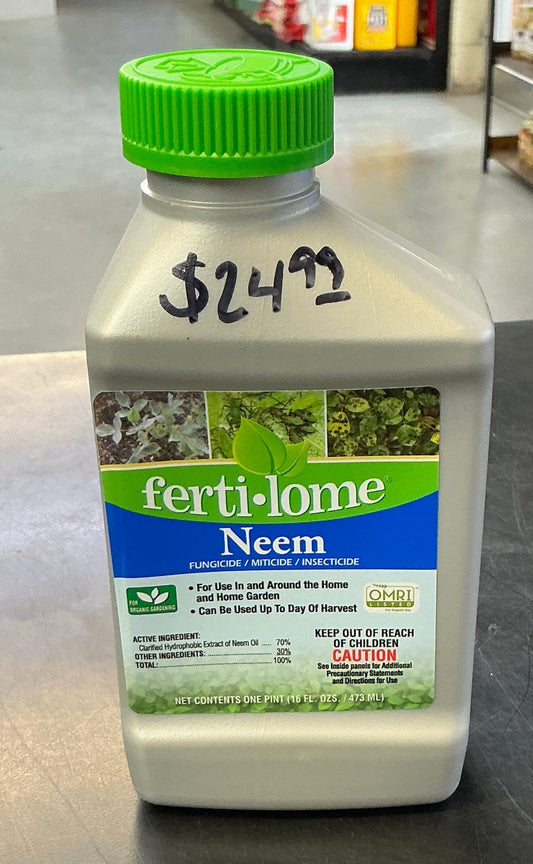 $24.99
ferti•lome®
Neem
FUNGICIDE / MITICIDE / INSECTICIDE
• For Use In and Around the Home
and Home Garden
• Can Be Used Up To Day Of Harvest
FOR
ORGANIC GARDENING
OMRI
LISTED
For Organic Use
ACTIVE INGREDIENT:
Clarified Hydrophobic Extract of Neem Oil ..... 70%
OTHER INGREDIENTS: ........................ 30%
TOTAL: ........................................ 100%
KEEP OUT OF REACH
OF CHILDREN
CAUTION
See Inside panels for Additional
Precautionary Statements
and Directions for Use
NET CONTENTS ONE PINT (16 FL. OZS. / 473 ML)